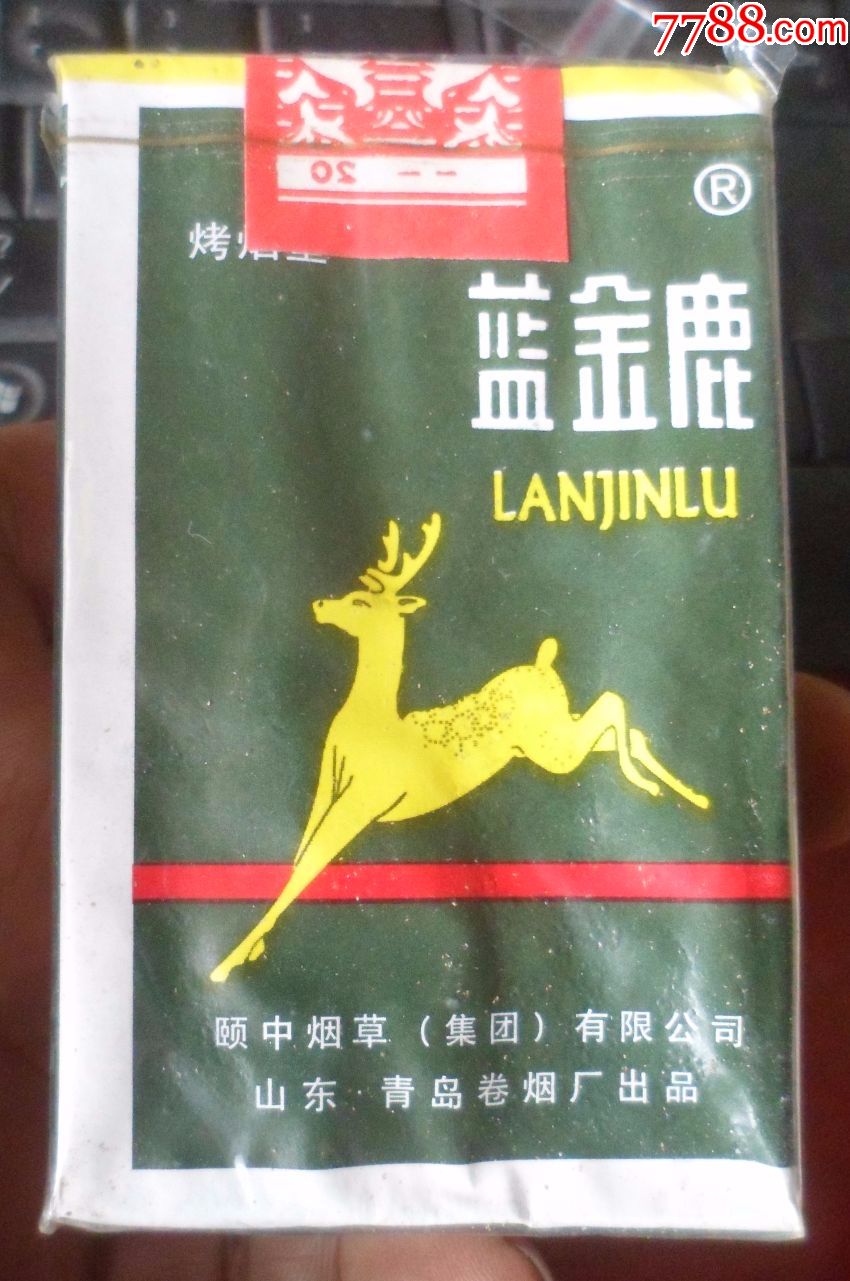 7788.com
20
®
烤烟型
蓝金鹿
LANJINLU
颐中烟草（集团）有限公司
山东·青岛卷烟厂出品